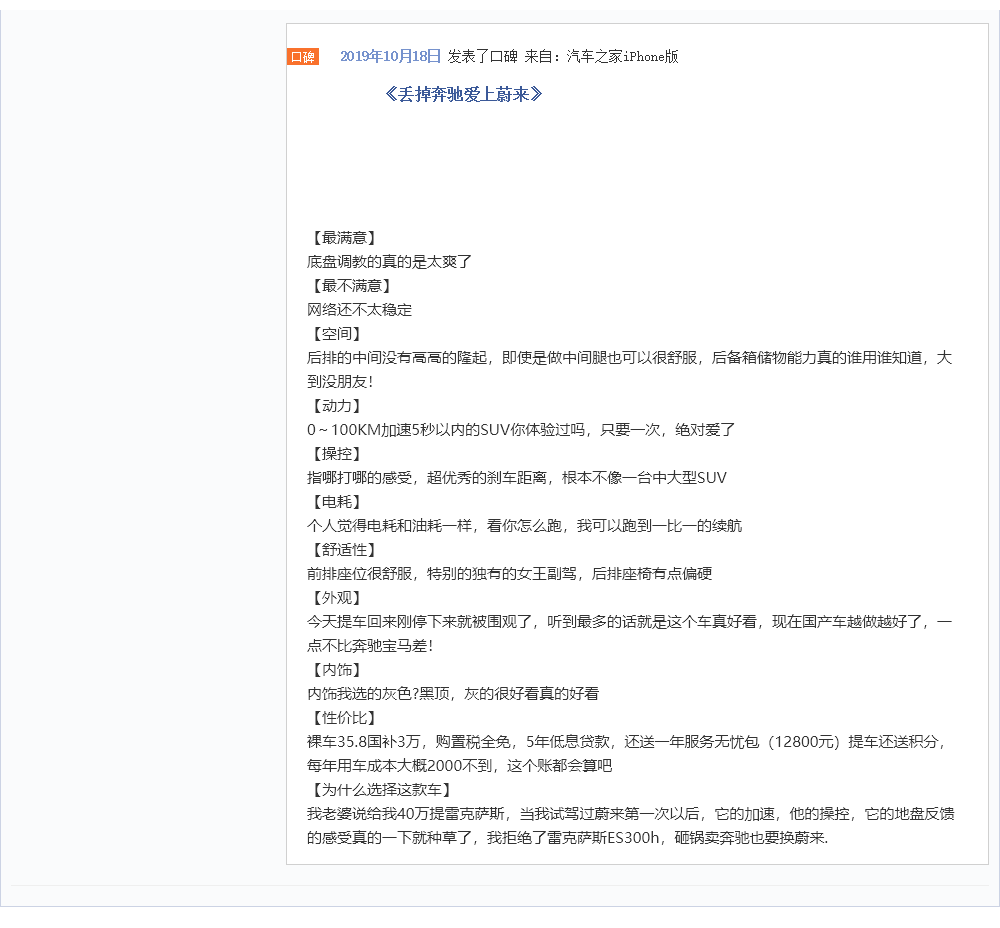 口碑 2019年10月18日 发表了口碑 来自：汽车之家iPhone版
《丢掉奔驰爱上蔚来》
【最满意】
底盘调教的真的是太爽了
【最不满意】
网络还不太稳定
【空间】
后排的中间没有高高的隆起，即使是做中间腿也可以很舒服，后备箱储物能力真的谁用谁知道，大
到没朋友！
【动力】
0～100KM加速5秒以内的SUV你体验过吗，只要一次，绝对爱了
【操控】
指哪打哪的感受，超优秀的刹车距离，根本不像一台中大型SUV
【电耗】
个人觉得电耗和油耗一样，看你怎么跑，我可以跑到一比一的续航
【舒适性】
前排座位很舒服，特别的独有的女王副驾，后排座椅有点偏硬
【外观】
今天提车回来刚停下来就被围观了，听到最多的话就是这个车真好看，现在国产车越做越好了，一
点不比奔驰宝马差！
【内饰】
内饰我选的灰色?黑顶，灰的很好看真的好看
【性价比】
裸车35.8国补3万，购置税全免，5年低息贷款，还送一年服务无忧包（12800元）提车还送积分，
每年用车成本大概2000不到，这个账都会算吧
【为什么选择这款车】
我老婆说给我40万提雷克萨斯，当我试驾过蔚来第一次以后，它的加速，他的操控，它的地盘反馈
的感受真的一下就种草了，我拒绝了雷克萨斯ES300h，砸锅卖奔驰也要换蔚来.